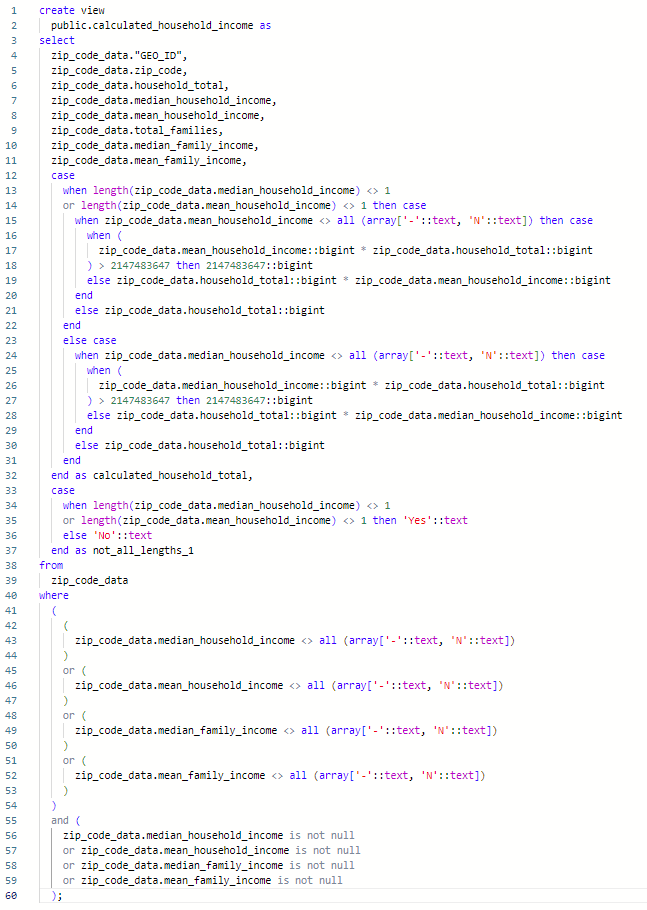 1 create view
2 public.calculated_household_income as
3 select
4 zip_code_data."GEO_ID",
5 zip_code_data.zip_code,
6 zip_code_data.household_total,
7 zip_code_data.median_household_income,
8 zip_code_data.mean_household_income,
9 zip_code_data.total_families,
10 zip_code_data.median_family_income,
11 zip_code_data.mean_family_income,
12 case
13 when length(zip_code_data.median_household_income) <> 1
14 or length(zip_code_data.mean_household_income) <> 1 then case
15 when zip_code_data.mean_household_income <> all (array['-'::text, 'N'::text]) then case
16 when (
17 zip_code_data.mean_household_income::bigint * zip_code_data.household_total::bigint
18 ) > 2147483647 then 2147483647::bigint
19 else zip_code_data.household_total::bigint * zip_code_data.mean_household_income::bigint
20 end
21 else zip_code_data.household_total::bigint
22 end
23 else case
24 when zip_code_data.median_household_income <> all (array['-'::text, 'N'::text]) then case
25 when (
26 zip_code_data.median_household_income::bigint * zip_code_data.household_total::bigint
27 ) > 2147483647 then 2147483647::bigint
28 else zip_code_data.household_total::bigint * zip_code_data.median_household_income::bigint
29 end
30 else zip_code_data.household_total::bigint
31 end
32 end as calculated_household_total,
33 case
34 when length(zip_code_data.median_household_income) <> 1
35 or length(zip_code_data.mean_household_income) <> 1 then 'Yes'::text
36 else 'No'::text
37 end as not_all_lengths_1
38 from
39 zip_code_data
40 where
41 (
42 (
43 zip_code_data.median_household_income <> all (array['-'::text, 'N'::text])
44 )
45 or (
46 zip_code_data.mean_household_income <> all (array['-'::text, 'N'::text])
47 )
48 or (
49 zip_code_data.median_family_income <> all (array['-'::text, 'N'::text])
50 )
51 or (
52 zip_code_data.mean_family_income <> all (array['-'::text, 'N'::text])
53 )
54 )
55 and (
56 zip_code_data.median_household_income is not null
57 or zip_code_data.mean_household_income is not null
58 or zip_code_data.median_family_income is not null
59 or zip_code_data.mean_family_income is not null
60 );